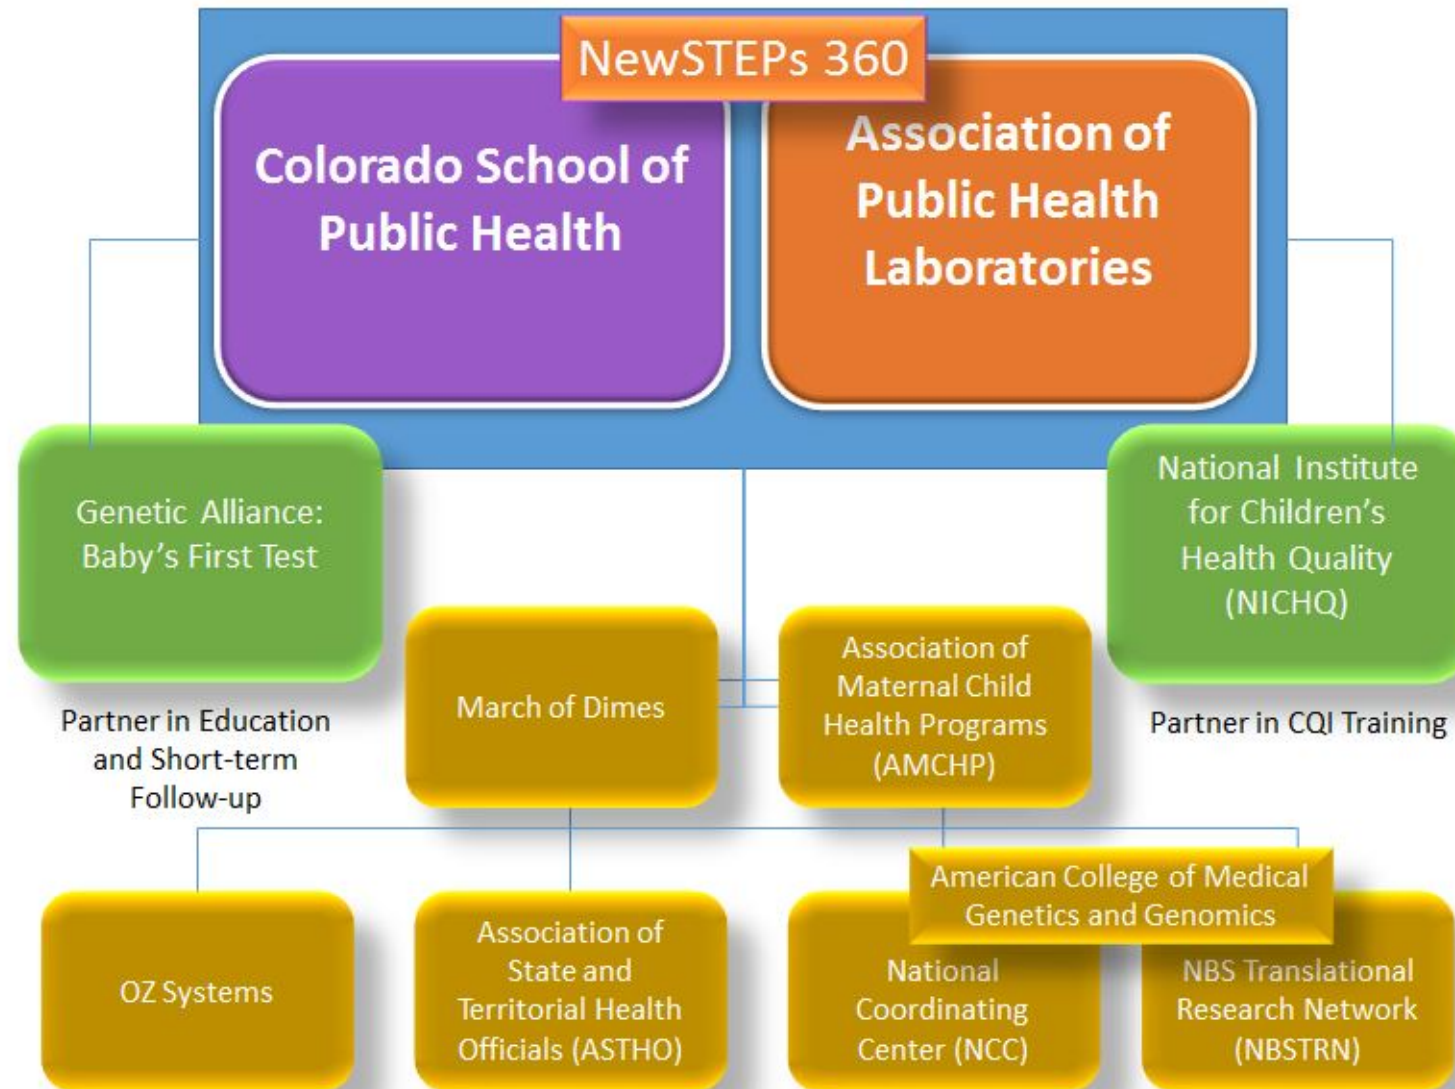 NewSTEPs 360
Colorado School of
Public Health
Association of
Public Health
Laboratories
Genetic Alliance:
Baby’s First Test
National Institute
for Children’s
Health Quality
(NICHQ)
Partner in Education
and Short-term
Follow-up
March of Dimes
Association of
Maternal Child
Health Programs
(AMCHP)
Partner in CQI Training
OZ Systems
Association of
State and
Territorial Health
Officials (ASTHO)
American College of Medical
Genetics and Genomics
National
Coordinating
Center (NCC)
NBS Translational
Research Network
(NBSTRN)